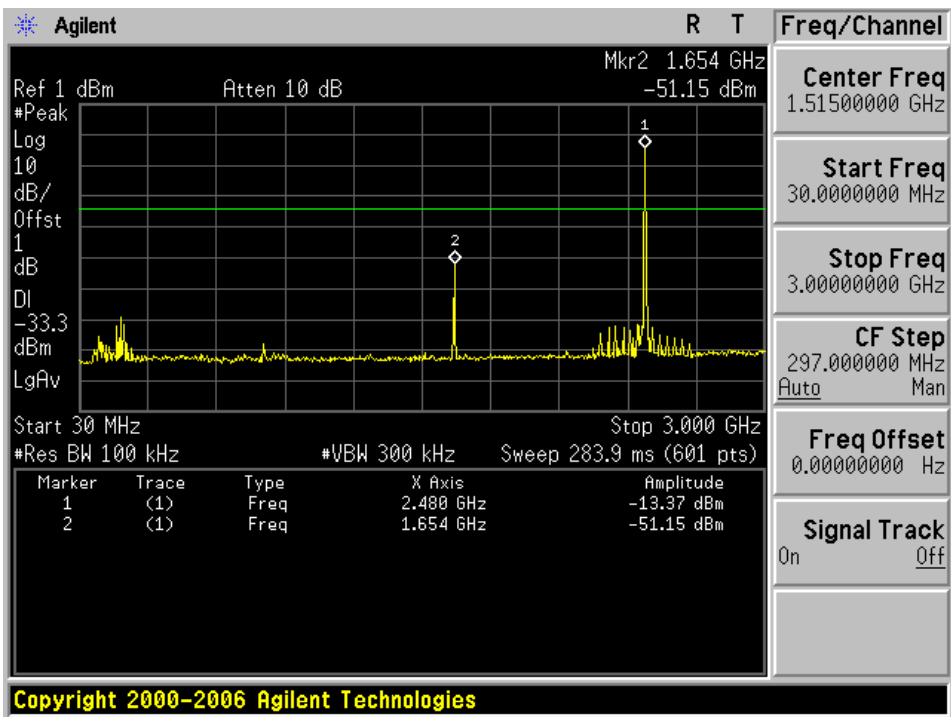 Agilent R T Freq/Channel
Mkr2 1.654 GHz
Ref 1 dBm Atten 10 dB −51.15 dBm
#Peak
Log
10
dB/
Offst
1
dB
DI
−33.3
dBm
LgAv
1
2
Start 30 MHz Stop 3.000 GHz
#Res BW 100 kHz #VBW 300 kHz Sweep 283.9 ms (601 pts)
Marker Trace Type X Axis Amplitude
1 (1) Freq 2.480 GHz −13.37 dBm
2 (1) Freq 1.654 GHz −51.15 dBm
Center Freq
1.51500000 GHz
Start Freq
30.0000000 MHz
Stop Freq
3.00000000 GHz
CF Step
297.000000 MHz
Auto Man
Freq Offset
0.00000000 Hz
Signal Track
On Off
Copyright 2000−2006 Agilent Technologies